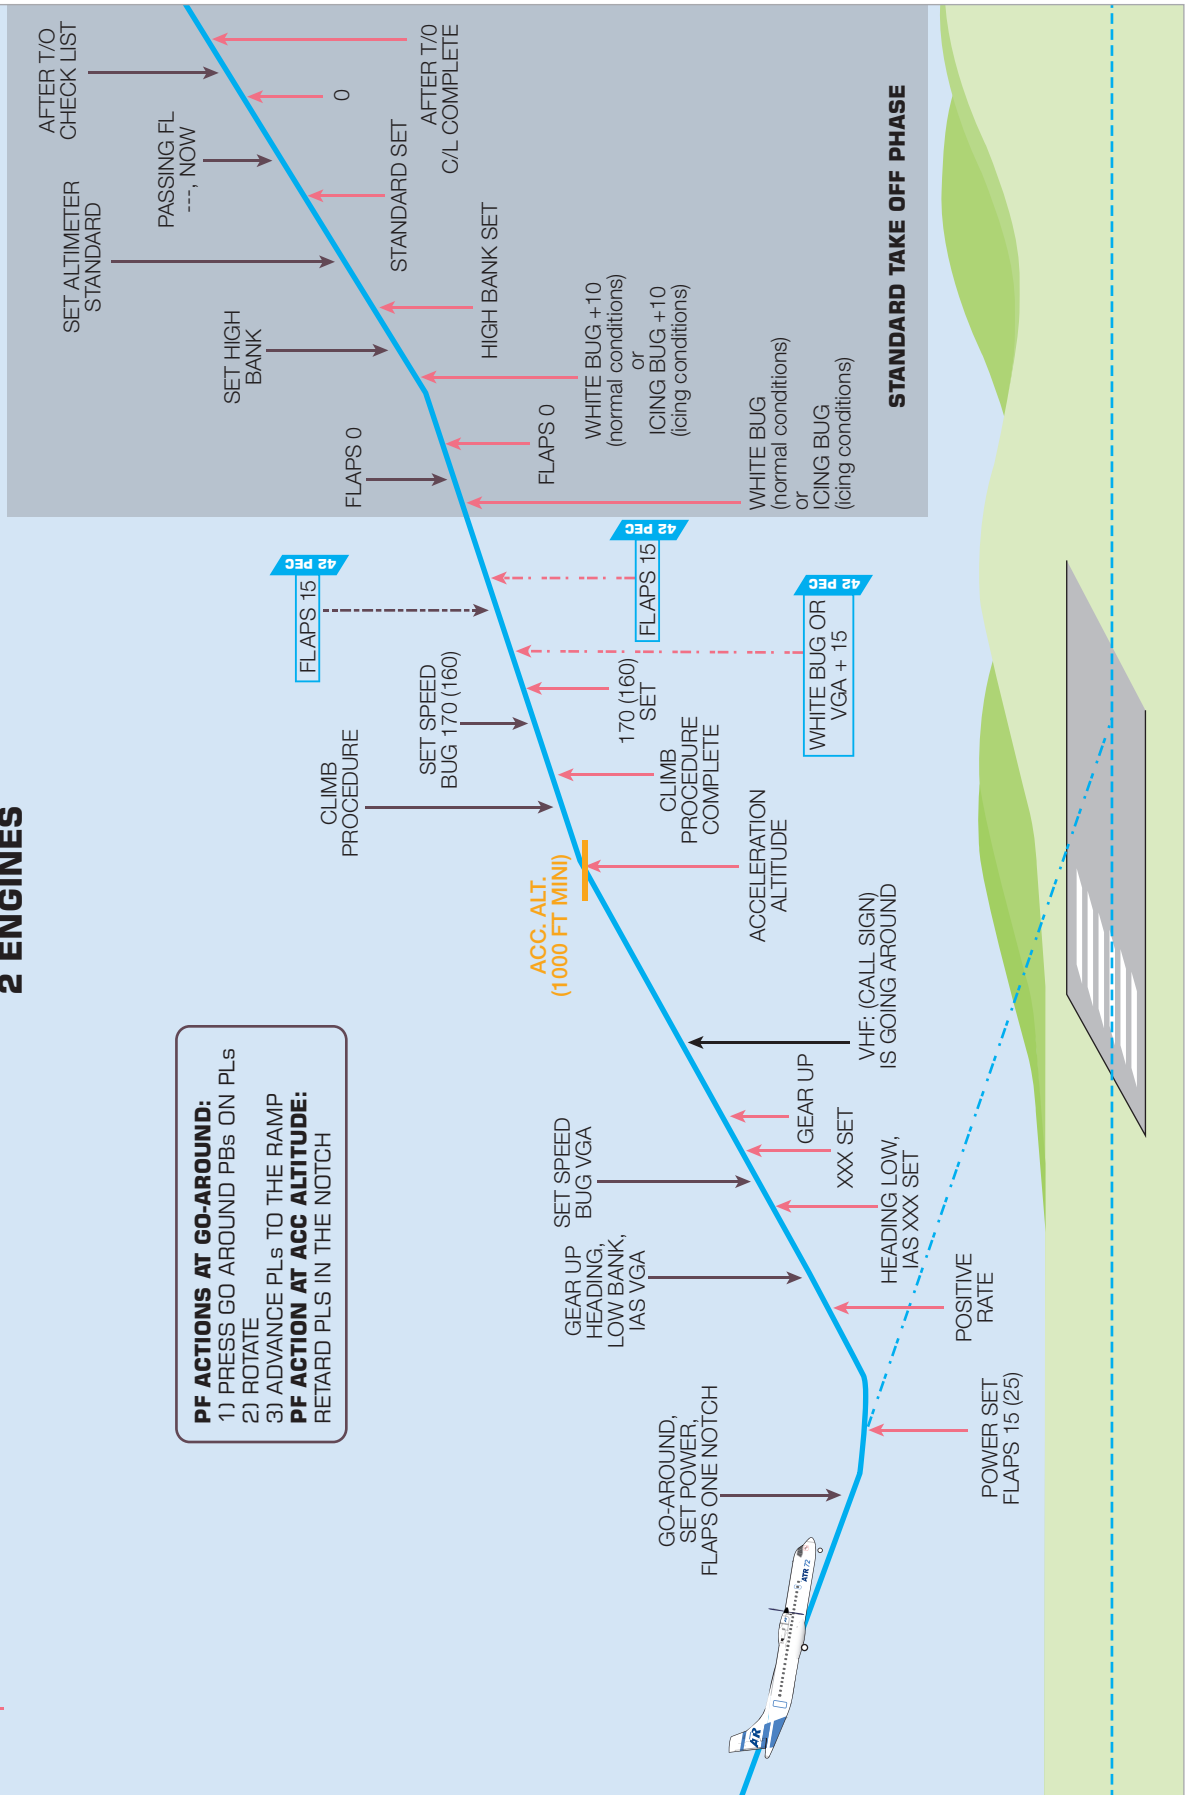 2 ENGINES
PF ACTIONS AT GO-AROUND:
1) PRESS GO AROUND PBs ON PLs
2) ROTATE
3) ADVANCE PLs TO THE RAMP
PF ACTION AT ACC ALTITUDE:
RETARD PLS IN THE NOTCH
GO-AROUND,
SET POWER,
FLAPS ONE NOTCH
POWER SET
FLAPS 15 (25)
POSITIVE
RATE
GEAR UP
HEADING,
LOW BANK,
IAS VGA
HEADING LOW,
IAS XXX SET
SET SPEED
BUG VGA
XXX SET
GEAR UP
VHF: (CALL SIGN)
IS GOING AROUND
ACC. ALT.
(1000 FT MINI)
ACCELERATION
ALTITUDE
CLIMB
PROCEDURE
CLIMB
PROCEDURE
COMPLETE
SET SPEED
BUG 170 (160)
170 (160)
SET
WHITE BUG OR
VGA + 15
42 PEC
FLAPS 15
42 PEC
FLAPS 15
42 PEC
WHITE BUG
(normal conditions)
or
ICING BUG
(icing conditions)
FLAPS 0
FLAPS 0
WHITE BUG +10
(normal conditions)
or
ICING BUG +10
(icing conditions)
SET HIGH
BANK
HIGH BANK SET
SET ALTIMETER
STANDARD
STANDARD SET
PASSING FL
---, NOW
0
AFTER T/O
CHECK LIST
AFTER T/0
C/L COMPLETE
STANDARD TAKE OFF PHASE
ATR 72